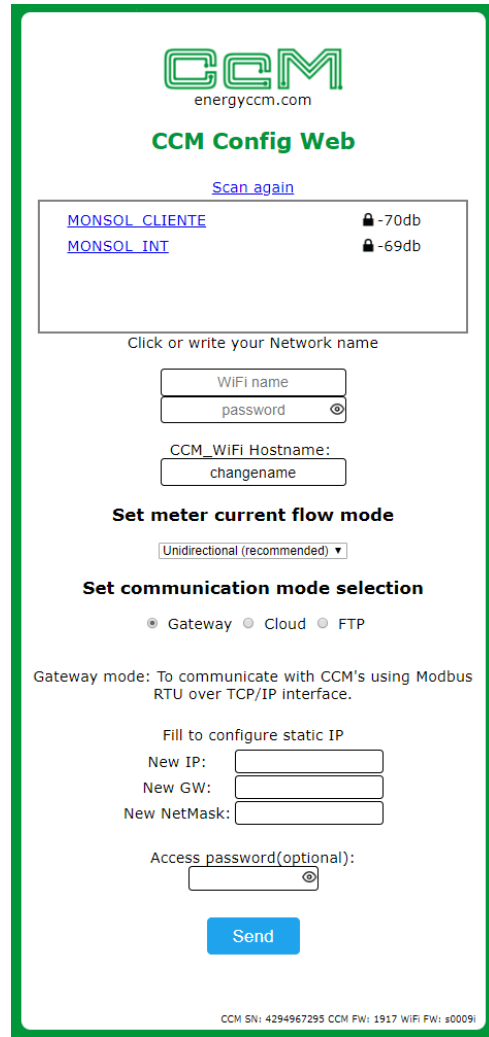 CCM
energyccm.com
CCM Config Web
Scan again
MONSOL_CLIENTE -70db
MONSOL_INT -69db
Click or write your Network name
WiFi name
password
CCM_WiFi Hostname:
changename
Set meter current flow mode
Unidirectional (recommended)
Set communication mode selection
Gateway Cloud FTP
Gateway mode: To communicate with CCM's using Modbus
RTU over TCP/IP interface.
Fill to configure static IP
New IP:
New GW:
New NetMask:
Access password(optional):
Send
CCM SN: 4294967295 CCM FW: 1917 WiFi FW: s0009i